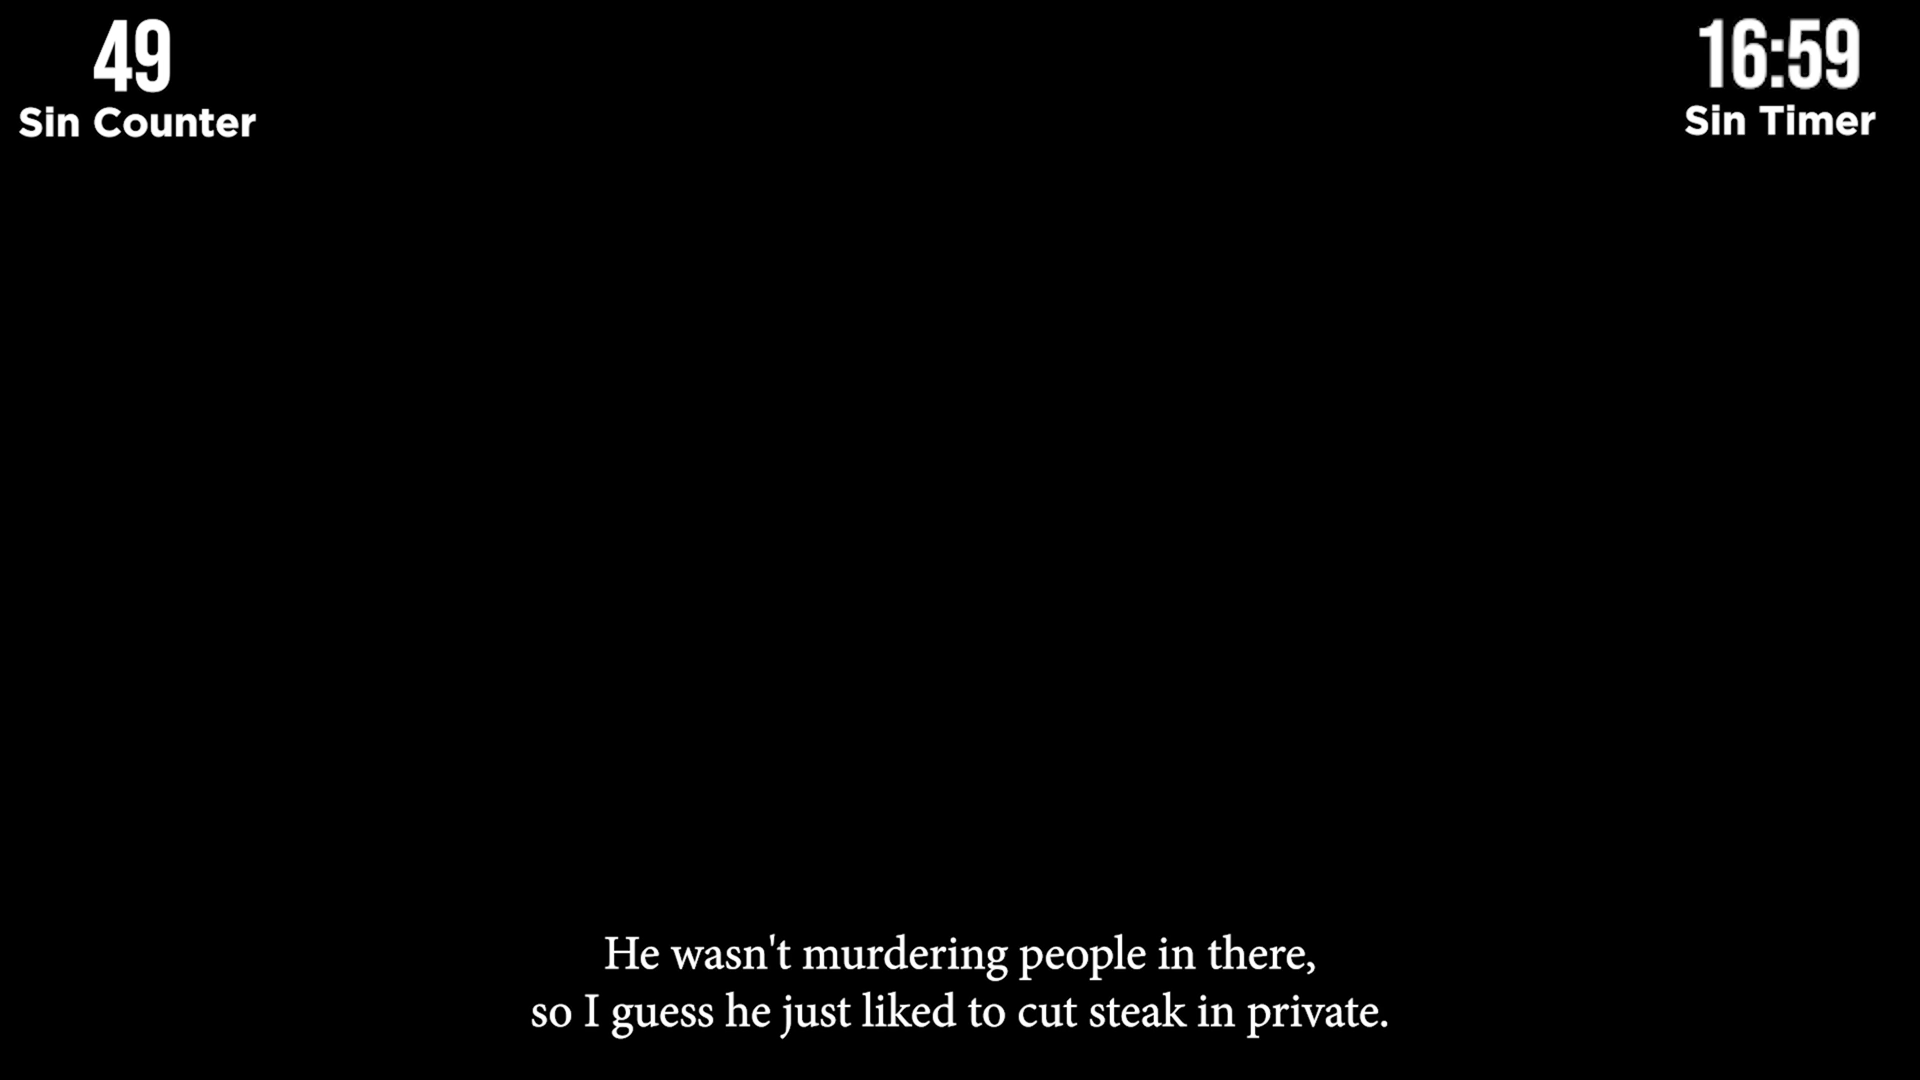 49
Sin Counter
16:59
Sin Timer
He wasn't murdering people in there,
so I guess he just liked to cut steak in private.